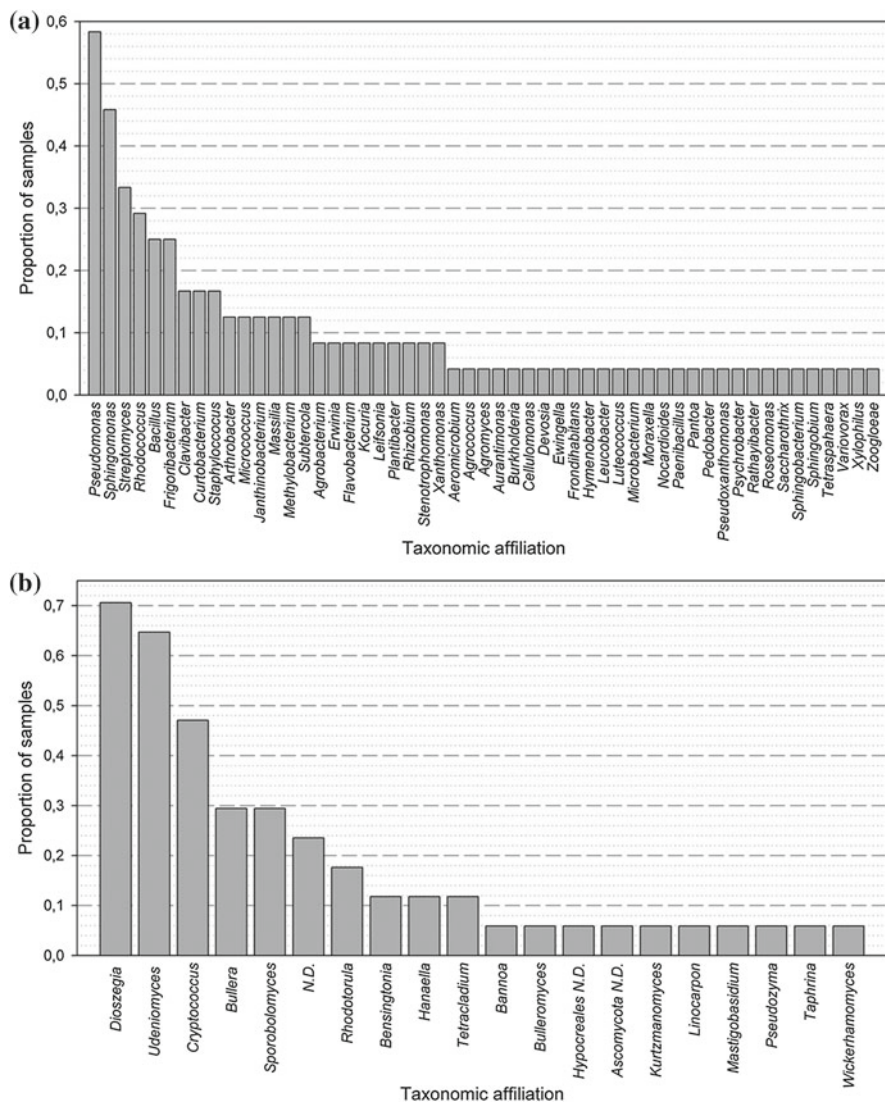 (a)
0,6
0,5
0,4
0,3
0,2
0,1
0,0
Proportion of samples
Pseudomonas
Sphingomonas
Streptomyces
Rhodococcus
Bacillus
Frigoribacterium
Clavibacter
Curtobacterium
Staphyloccus
Arthrobacter
Micrococcus
Janthinobacterium
Massilia
Methylobacterium
Subtercola
Agrobacterium
Erwinia
Flavobacterium
Kocuria
Leifsonia
Plantibacter
Rhizobium
Stenotrophomonas
Xanthomonas
Aeromicrobium
Agrococcus
Agromyces
Aurantimonas
Burkholderia
Cellulomonas
Devosia
Ewingella
Frondihabitans
Hymenobacter
Leucobacter
Luteococcus
Microbacterium
Moraxella
Nocardioides
Paenibacillus
Pantoa
Pedobacter
Pseudoxanthomonas
Psychrobacter
Rathayibacter
Roseomonas
Saccharothrix
Sphingobacterium
Sphingobium
Tetraspahaera
Variovorax
Xylophilus
Zoogloeae
Taxonomic affiliation
(b)
0,7
0,6
0,5
0,4
0,3
0,2
0,1
0,0
Proportion of samples
Dioszegia
Udeniomyces
Cryptococcus
Bullera
Sporobolomyces
N.D.
Rhodotorula
Bensingtonia
Hanaella
Tetracladium
Bannoa
Bulleromyces
Hypocreales N.D.
Ascomycota N.D.
Kurtzmanomyces
Linocarpon
Mastigobasidium
Pseudozyma
Taphrina
Wickerhamomyces
Taxonomic affiliation